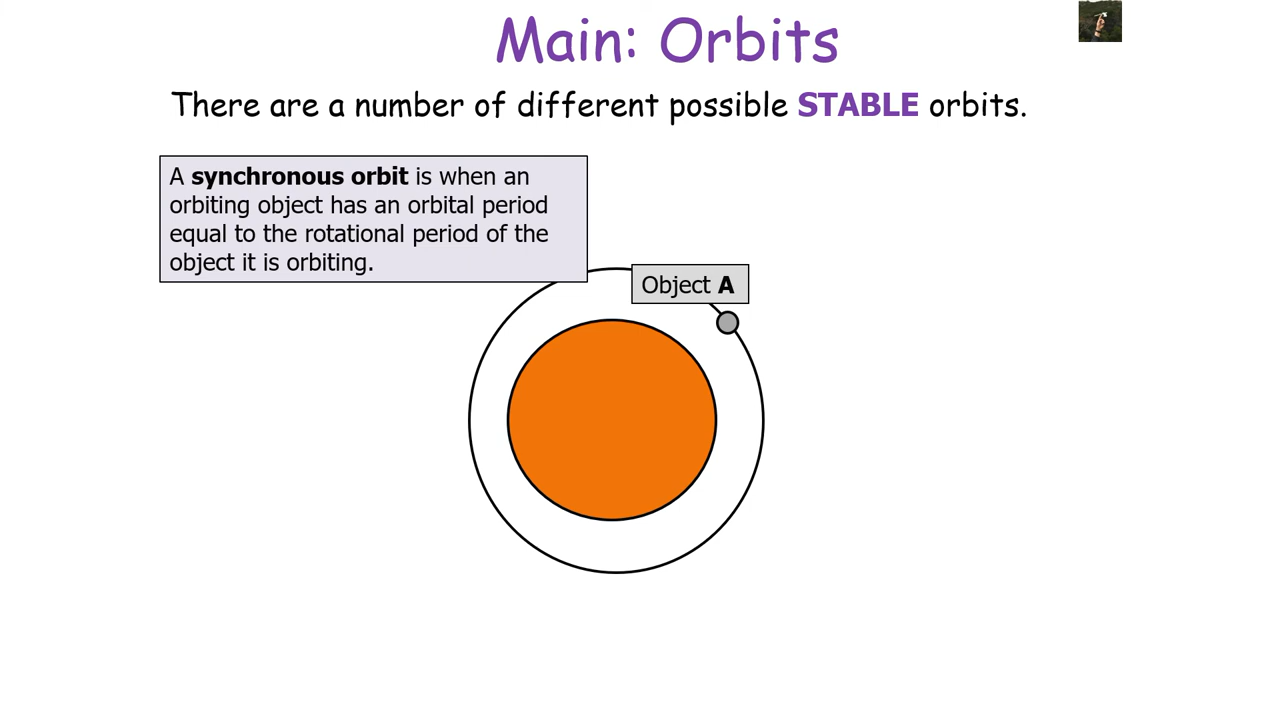 Main: Orbits
There are a number of different possible STABLE orbits.
A synchronous orbit is when an
orbiting object has an orbital period
equal to the rotational period of the
object it is orbiting.
Object A